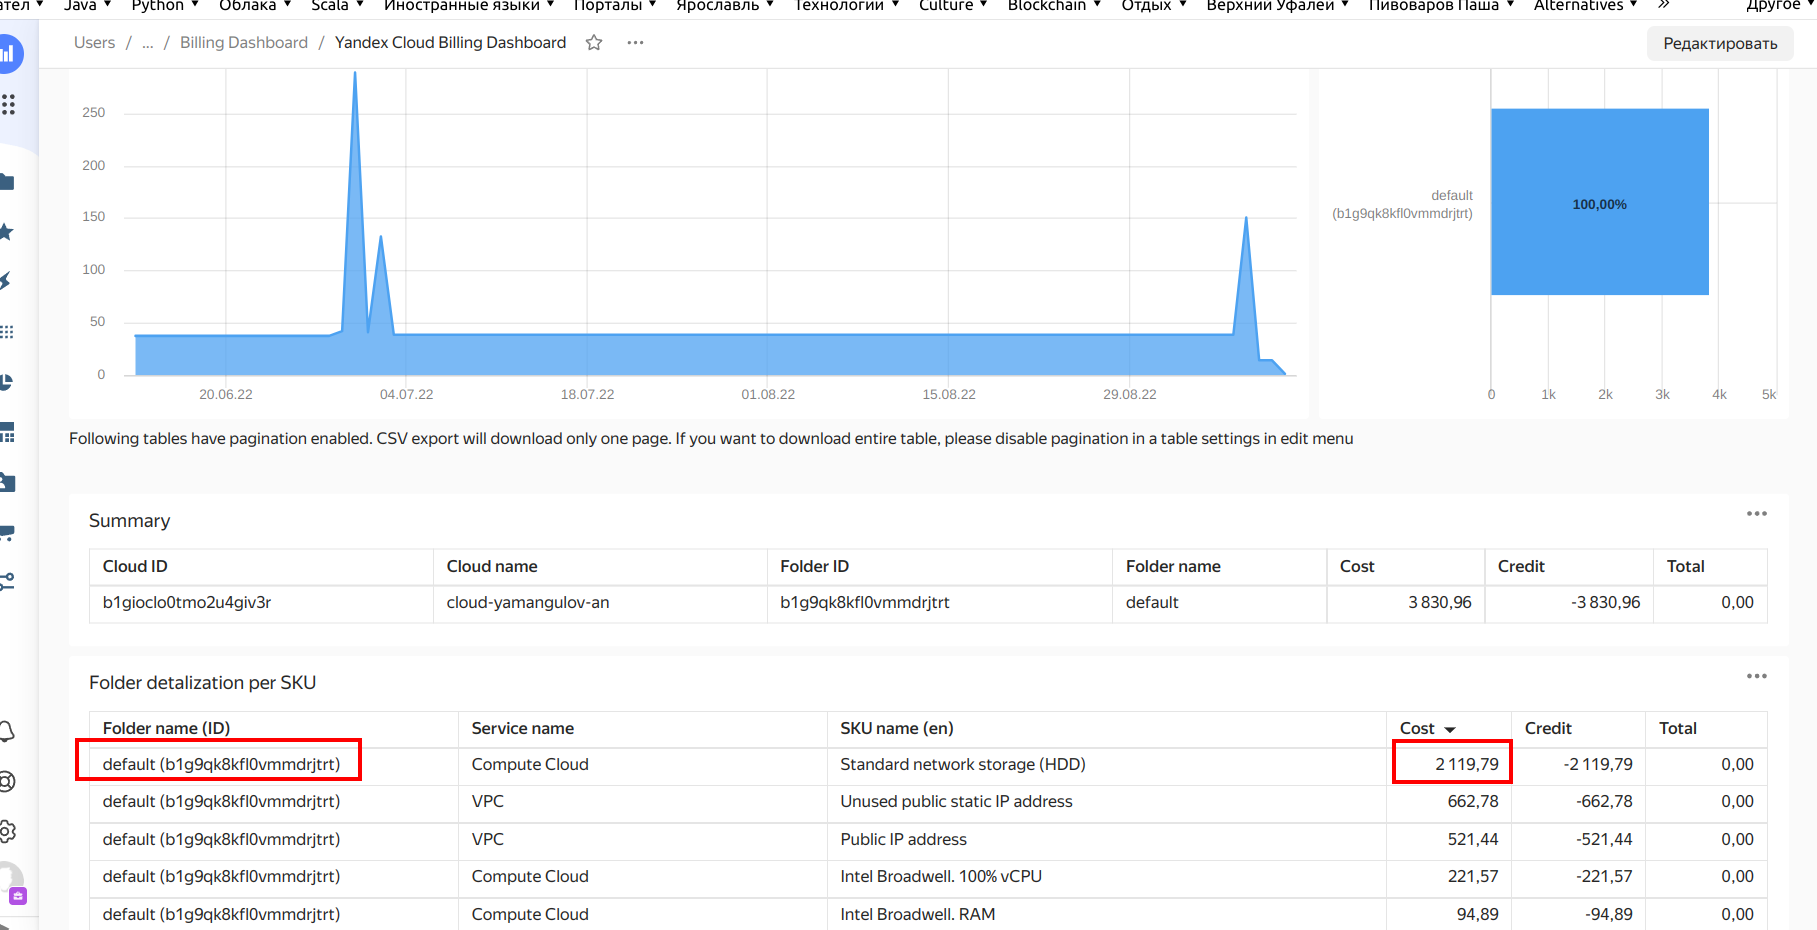 Java ▾ Python ▾ Облака ▾ Scala ▾ Иностранные языки ▾ Порталы ▾ Ярославль ▾ Технологии ▾ Culture ▾ Blockchain ▾ Отдых ▾ Верхний Уфалей ▾ Пивоваров Паша ▾ Alternatives ▾ » Другое ▾
Users / ... / Billing Dashboard / Yandex Cloud Billing Dashboard
Редактировать
250
200
150
100
50
0
20.06.22 04.07.22 18.07.22 01.08.22 15.08.22 29.08.22
default
(b1g9qk8kfl0vmmdrjtrt)
100,00%
0 1k 2k 3k 4k 5k
Following tables have pagination enabled. CSV export will download only one page. If you want to download entire table, please disable pagination in a table settings in edit menu
Summary
Cloud ID Cloud name Folder ID Folder name Cost Credit Total
b1gioclo0tmo2u4giv3r cloud-yamangulov-an b1g9qk8kfl0vmmdrjtrt default 3 830,96 -3 830,96 0,00
Folder detalization per SKU
Folder name (ID) Service name SKU name (en) Cost Credit Total
default (b1g9qk8kfl0vmmdrjtrt) Compute Cloud Standard network storage (HDD) 2 119,79 -2 119,79 0,00
default (b1g9qk8kfl0vmmdrjtrt) VPC Unused public static IP address 662,78 -662,78 0,00
default (b1g9qk8kfl0vmmdrjtrt) VPC Public IP address 521,44 -521,44 0,00
default (b1g9qk8kfl0vmmdrjtrt) Compute Cloud Intel Broadwell. 100% vCPU 221,57 -221,57 0,00
default (b1g9qk8kfl0vmmdrjtrt) Compute Cloud Intel Broadwell. RAM 94,89 -94,89 0,00